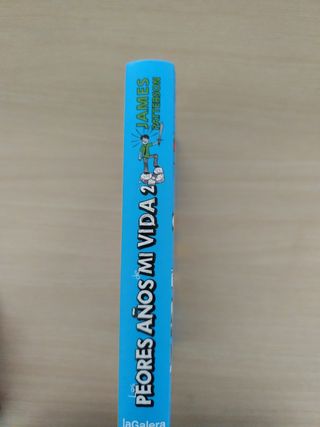 Los PEORES AÑOS de MI VIDA 2
JAMES
PATTERSON
laGalera